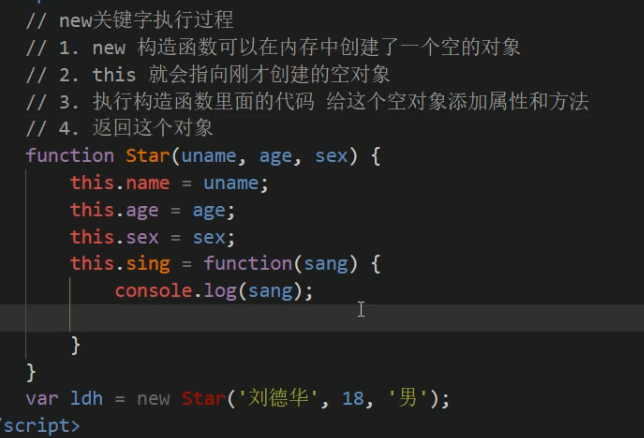 // new关键字执行过程
// 1. new 构造函数可以在内存中创建了一个空的对象
// 2. this 就会指向刚才创建的空对象
// 3. 执行构造函数里面的代码 给这个空对象添加属性和方法
// 4. 返回这个对象
function Star(uname, age, sex) {
    this.name = uname;
    this.age = age;
    this.sex = sex;
    this.sing = function(sang) {
        console.log(sang);
    }
}
var ldh = new Star('刘德华', 18, '男');
/script>